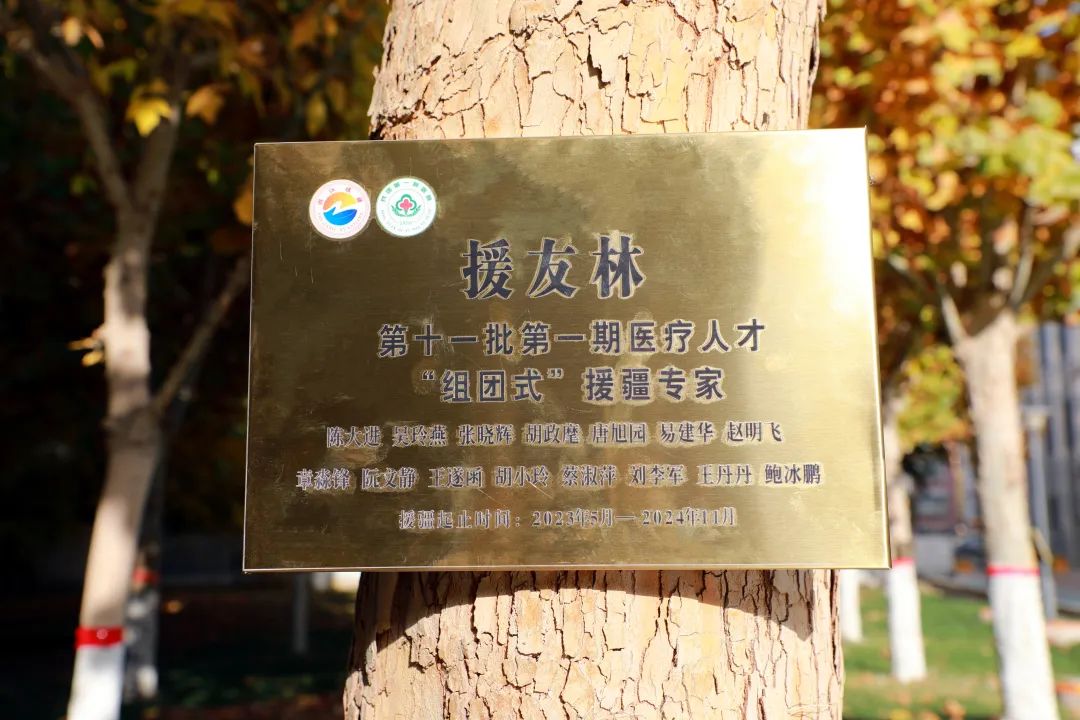 援友林
第十一批第一期医疗人才
“组团式”援疆专家
陈大进 吴玲燕 张晓辉 胡政麾 唐旭园 易建华 赵明飞
章淼锋 阮文静 王遂函 胡小玲 蔡淑萍 刘季军 王丹丹 鲍冰鹏
援疆起止时间：2023年5月—2024年11月